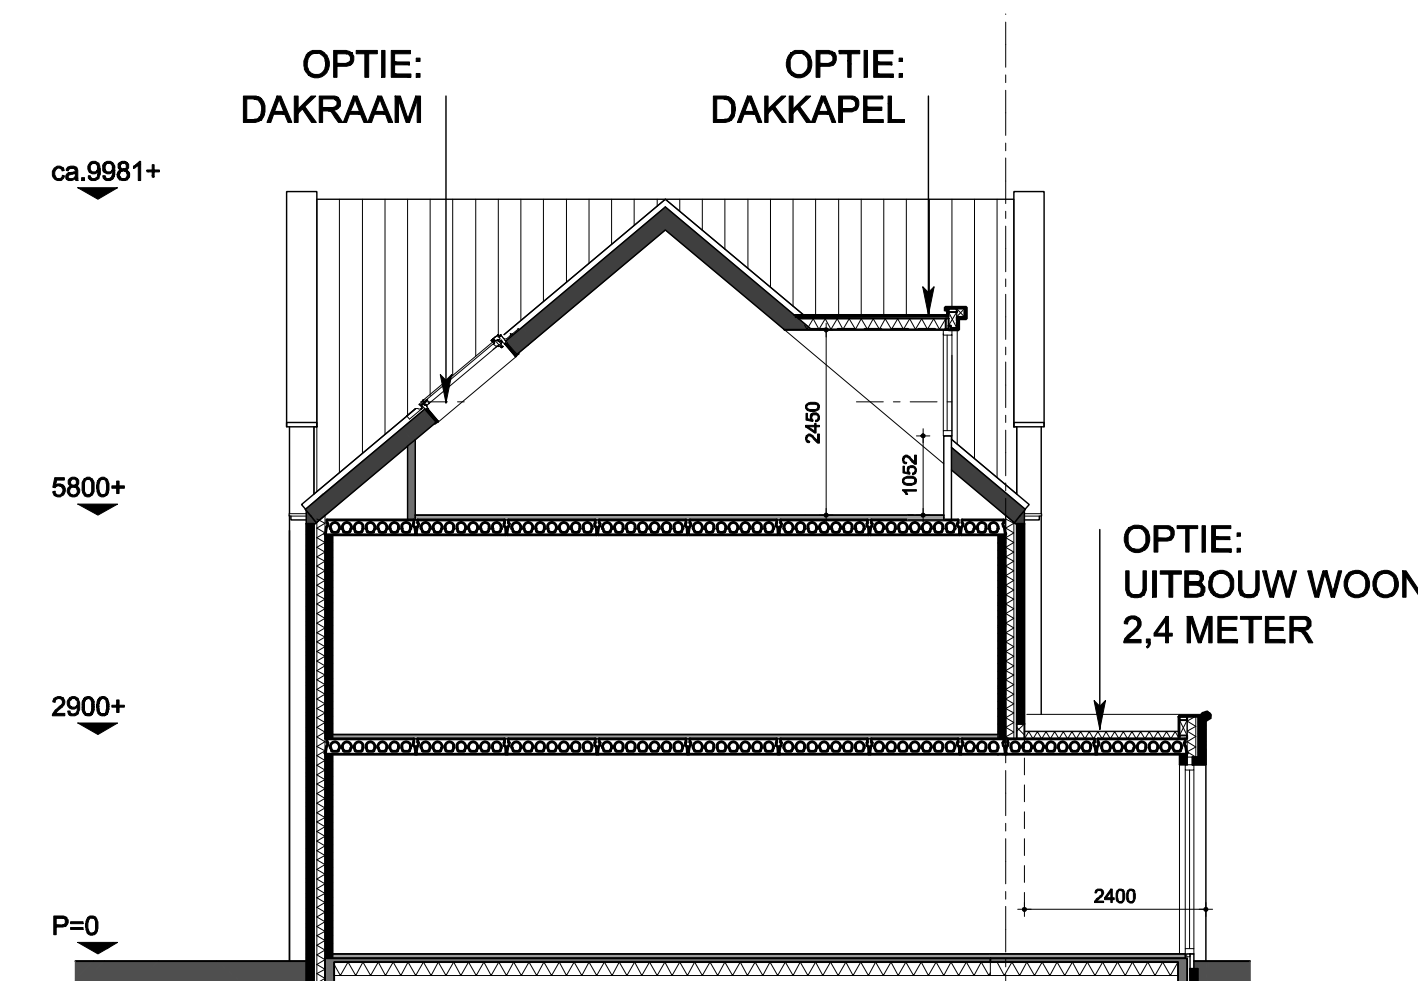 OPTIE:
DAKRAAM
OPTIE:
DAKKAPEL
ca.9981+
2450
1052
5800+
OPTIE:
UITBOUW WOON
2,4 METER
2900+
2400
P=0